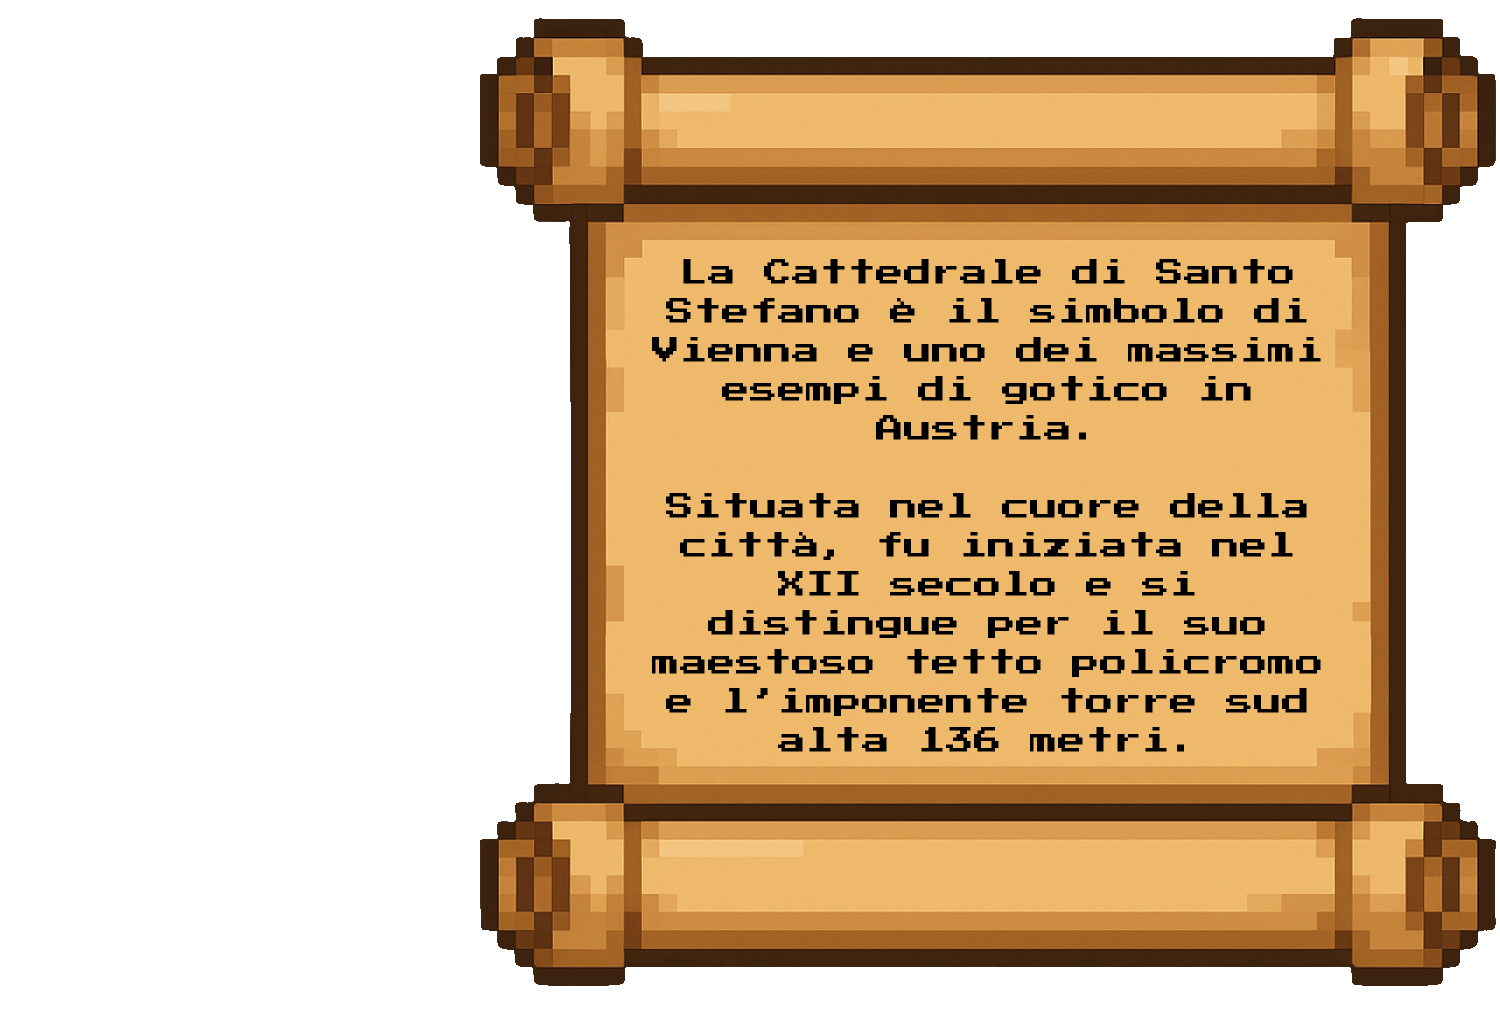 La Cattedrale di Santo
Stefano è il simbolo di
Vienna e uno dei massimi
esempi di gotico in
Austria.
Situata nel cuore della
città, fu iniziata nel
XII secolo e si
distingue per il suo
maestoso tetto policromo
e l'imponente torre sud
alta 136 metri.